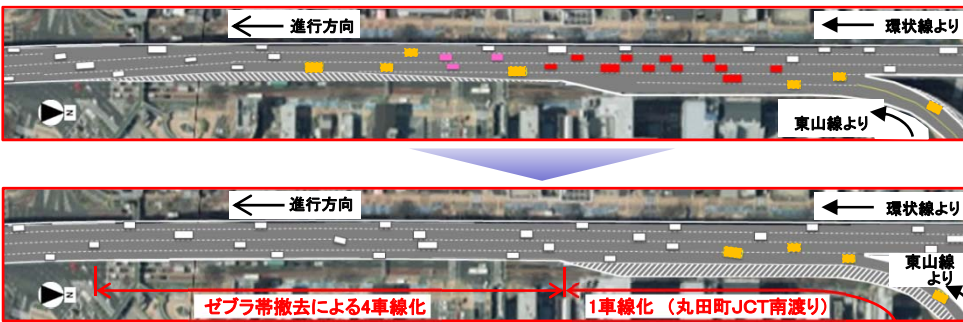 進行方向
環状線より
N
東山線より
進行方向
環状線より
東山線
より
N
ゼブラ帯撤去による4車線化
1車線化 (丸田町JCT南渡り)